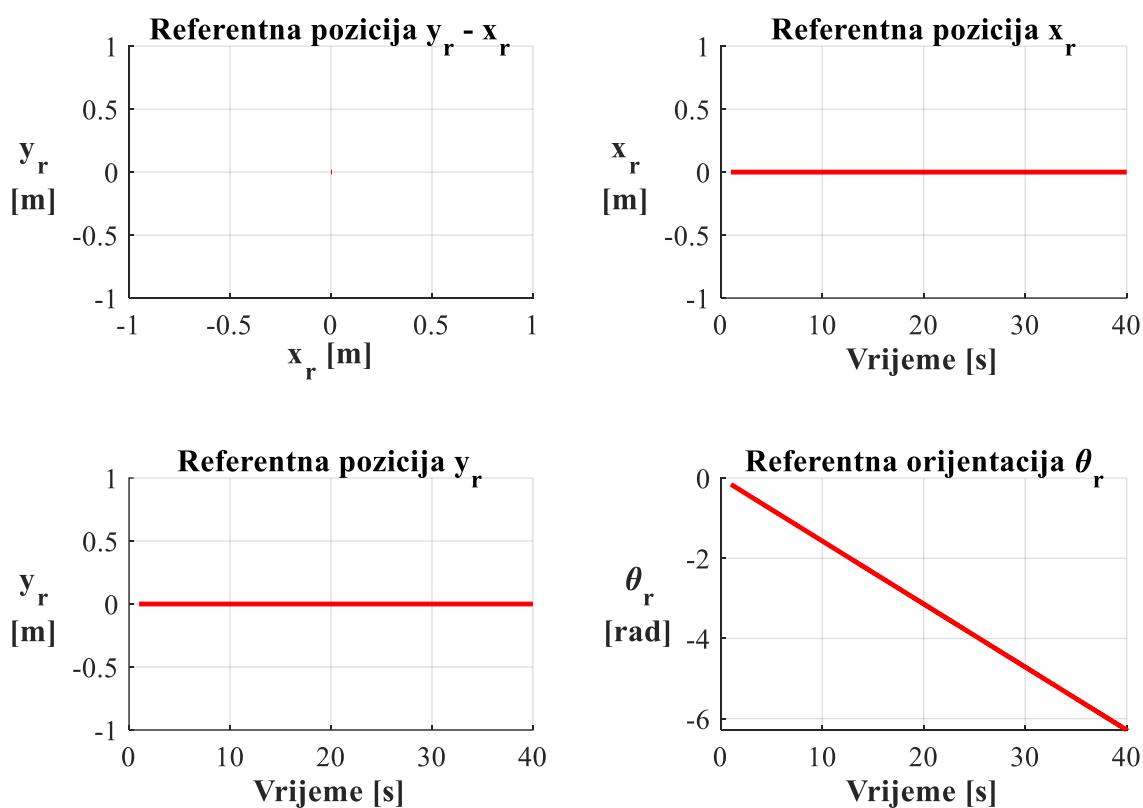 Referentna pozicija y_r - x_r
1
0.5
0
-0.5
-1
y_r
[m]
-1 -0.5 0 0.5 1
x_r [m]
Referentna pozicija x_r
1
0.5
0
-0.5
-1
x_r
[m]
0 10 20 30 40
Vrijeme [s]
Referentna pozicija y_r
1
0.5
0
-0.5
-1
y_r
[m]
0 10 20 30 40
Vrijeme [s]
Referentna orijentacija θ_r
0
-2
-4
-6
θ_r
[rad]
0 10 20 30 40
Vrijeme [s]